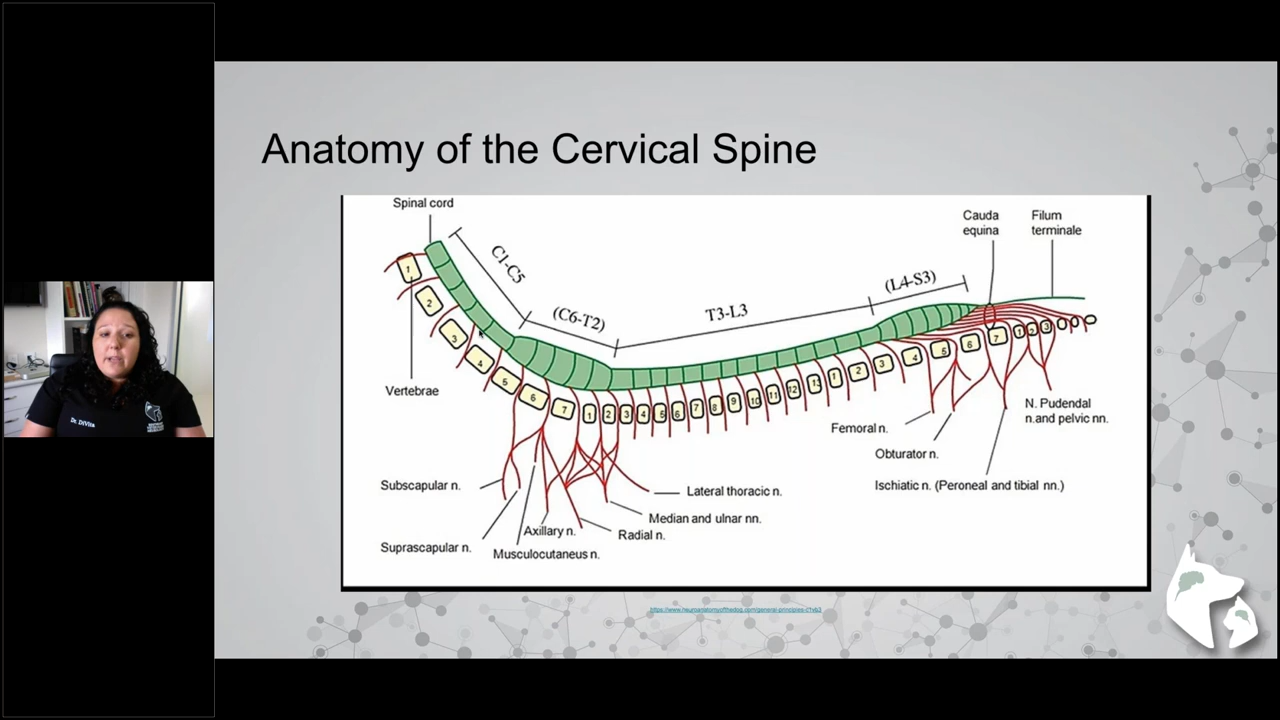 Anatomy of the Cervical Spine
Spinal cord
Cauda
equina
Filum
terminale
C1-C5
(C6-T2)
T3-L3
(L4-S3)
1
2
3
4
5
6
7
1
2
3
4
5
6
7
8
9
10
11
12
13
1
2
3
4
5
6
7
1
2
3
Vertebrae
Subscapular n.
Suprascapular n.
Axillary n.
Musculocutaneus n.
Radial n.
Median and ulnar nn.
Lateral thoracic n.
Femoral n.
Obturator n.
Ischiatic n. (Peroneal and tibial nn.)
N. Pudendal
n.and pelvic nn.
Dr. DiVita